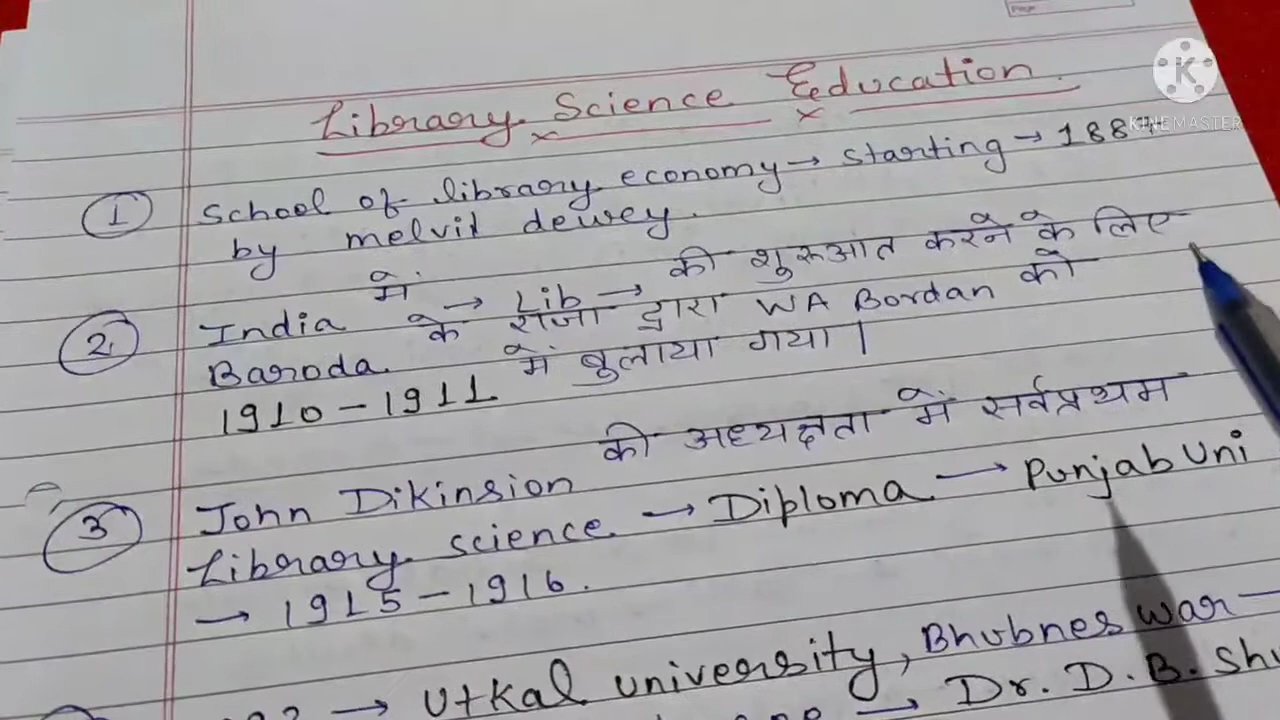 Page
Library Science Education
① School of library economy → starting → 188
by melvil dewey.
② India में → Lib → की शुरूआत करने के लिए
Baroda के राजा द्वारा WA Bordan को
1910 - 1911 में बुलाया गया |
③ John Dikinsion की अध्यक्षता में सर्वप्रथम
Library science → Diploma → Punjab Uni
→ 1915 - 1916.
→ Utkal university, Bhubneswar -
→ Dr. D. B. Shu
K
KINEMASTER